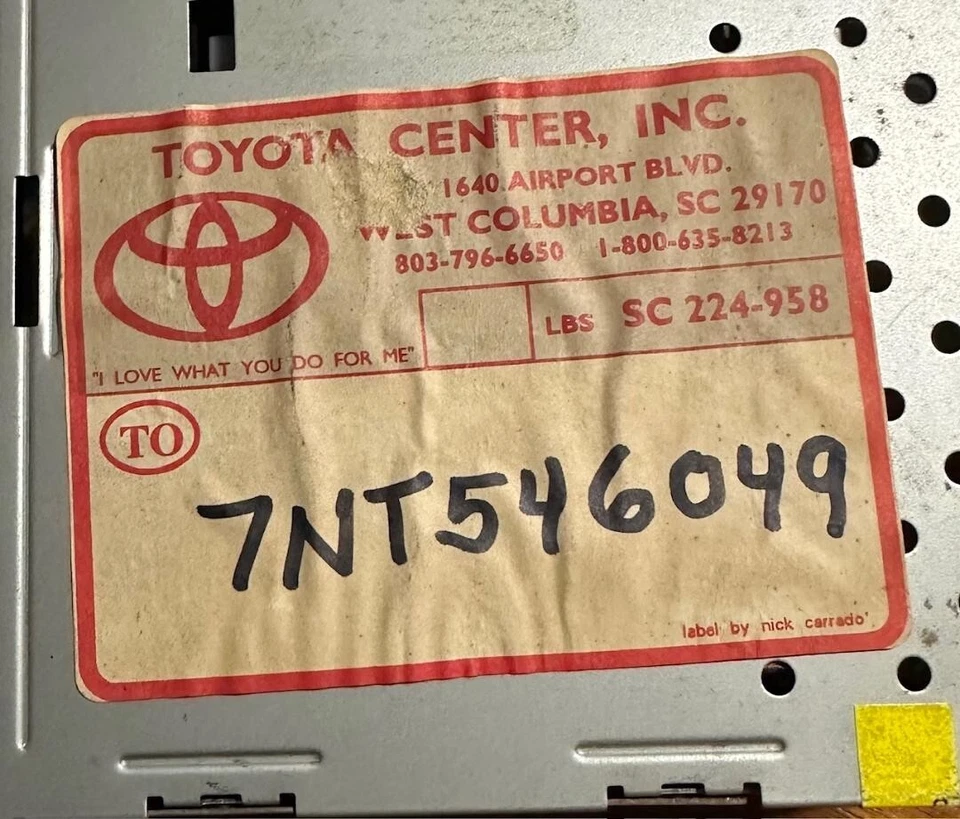 TOYOTA CENTER, INC.
1640 AIRPORT BLVD.
WEST COLUMBIA, SC 29170
803-796-6650 1-800-635-8213
LBS SC 224-958
"I LOVE WHAT YOU DO FOR ME"
TO
7NT546049
label by nick carrado'